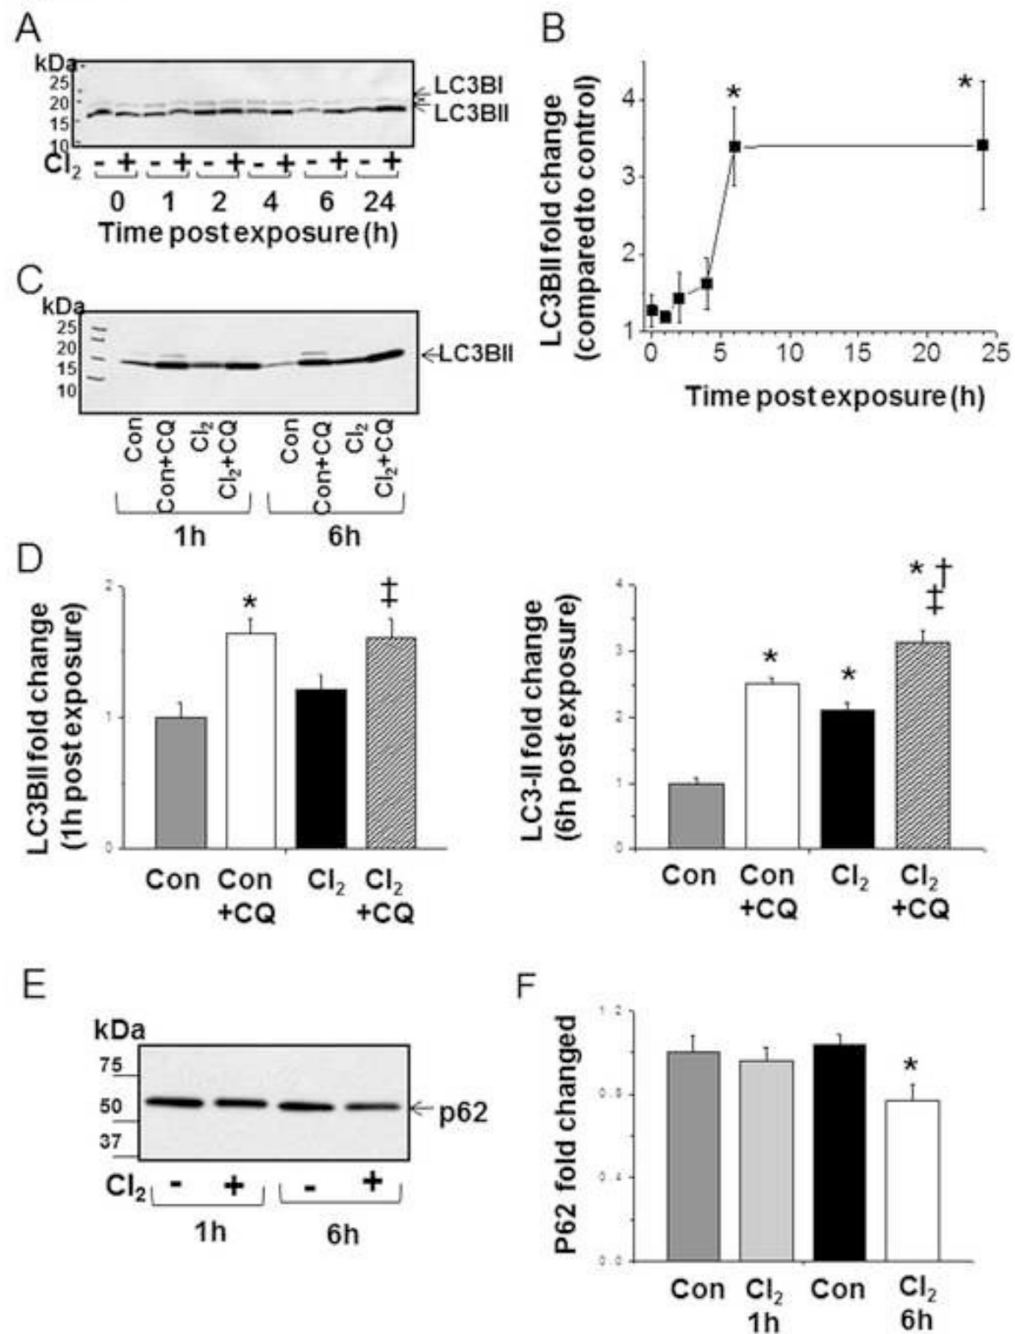 A
kDa
25
20
15
10
LC3BI
LC3BII
Cl₂ - + - + - + - + - + - +
0 1 2 4 6 24
Time post exposure (h)
B
LC3BII fold change
(compared to control)
4
3
2
1
* *
0 5 10 15 20 25
Time post exposure (h)
C
kDa
25
20
15
10
LC3BII
Con Con+CQ Cl₂ Cl₂+CQ Con Con+CQ Cl₂ Cl₂+CQ
1h 6h
D
LC3BII fold change
(1h post exposure)
2
1
0
* ‡
Con Con Cl₂ Cl₂
+CQ +CQ
LC3-II fold change
(6h post exposure)
4
3
2
1
0
* * * †
‡
Con Con Cl₂ Cl₂
+CQ +CQ
E
kDa
75
50
37
p62
Cl₂ - + - +
1h 6h
F
P62 fold changed
1.2
0.8
0.4
0.0
*
Con Cl₂ Con Cl₂
1h 6h